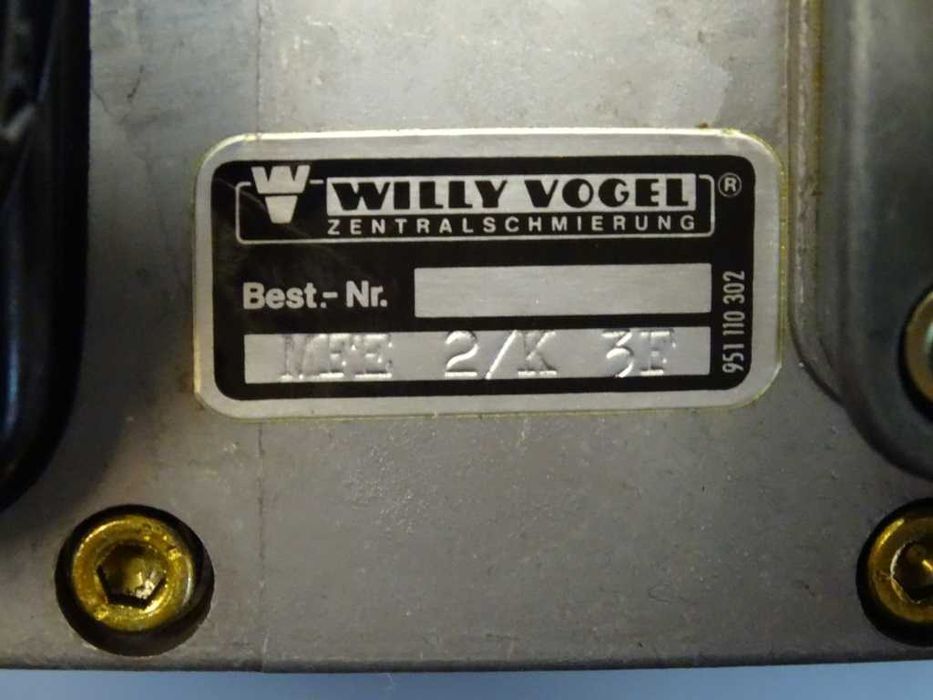 WILLY VOGEL ®
ZENTRALSCHMIERUNG
Best.- Nr.
MFE 2/K 3F
951 110 302